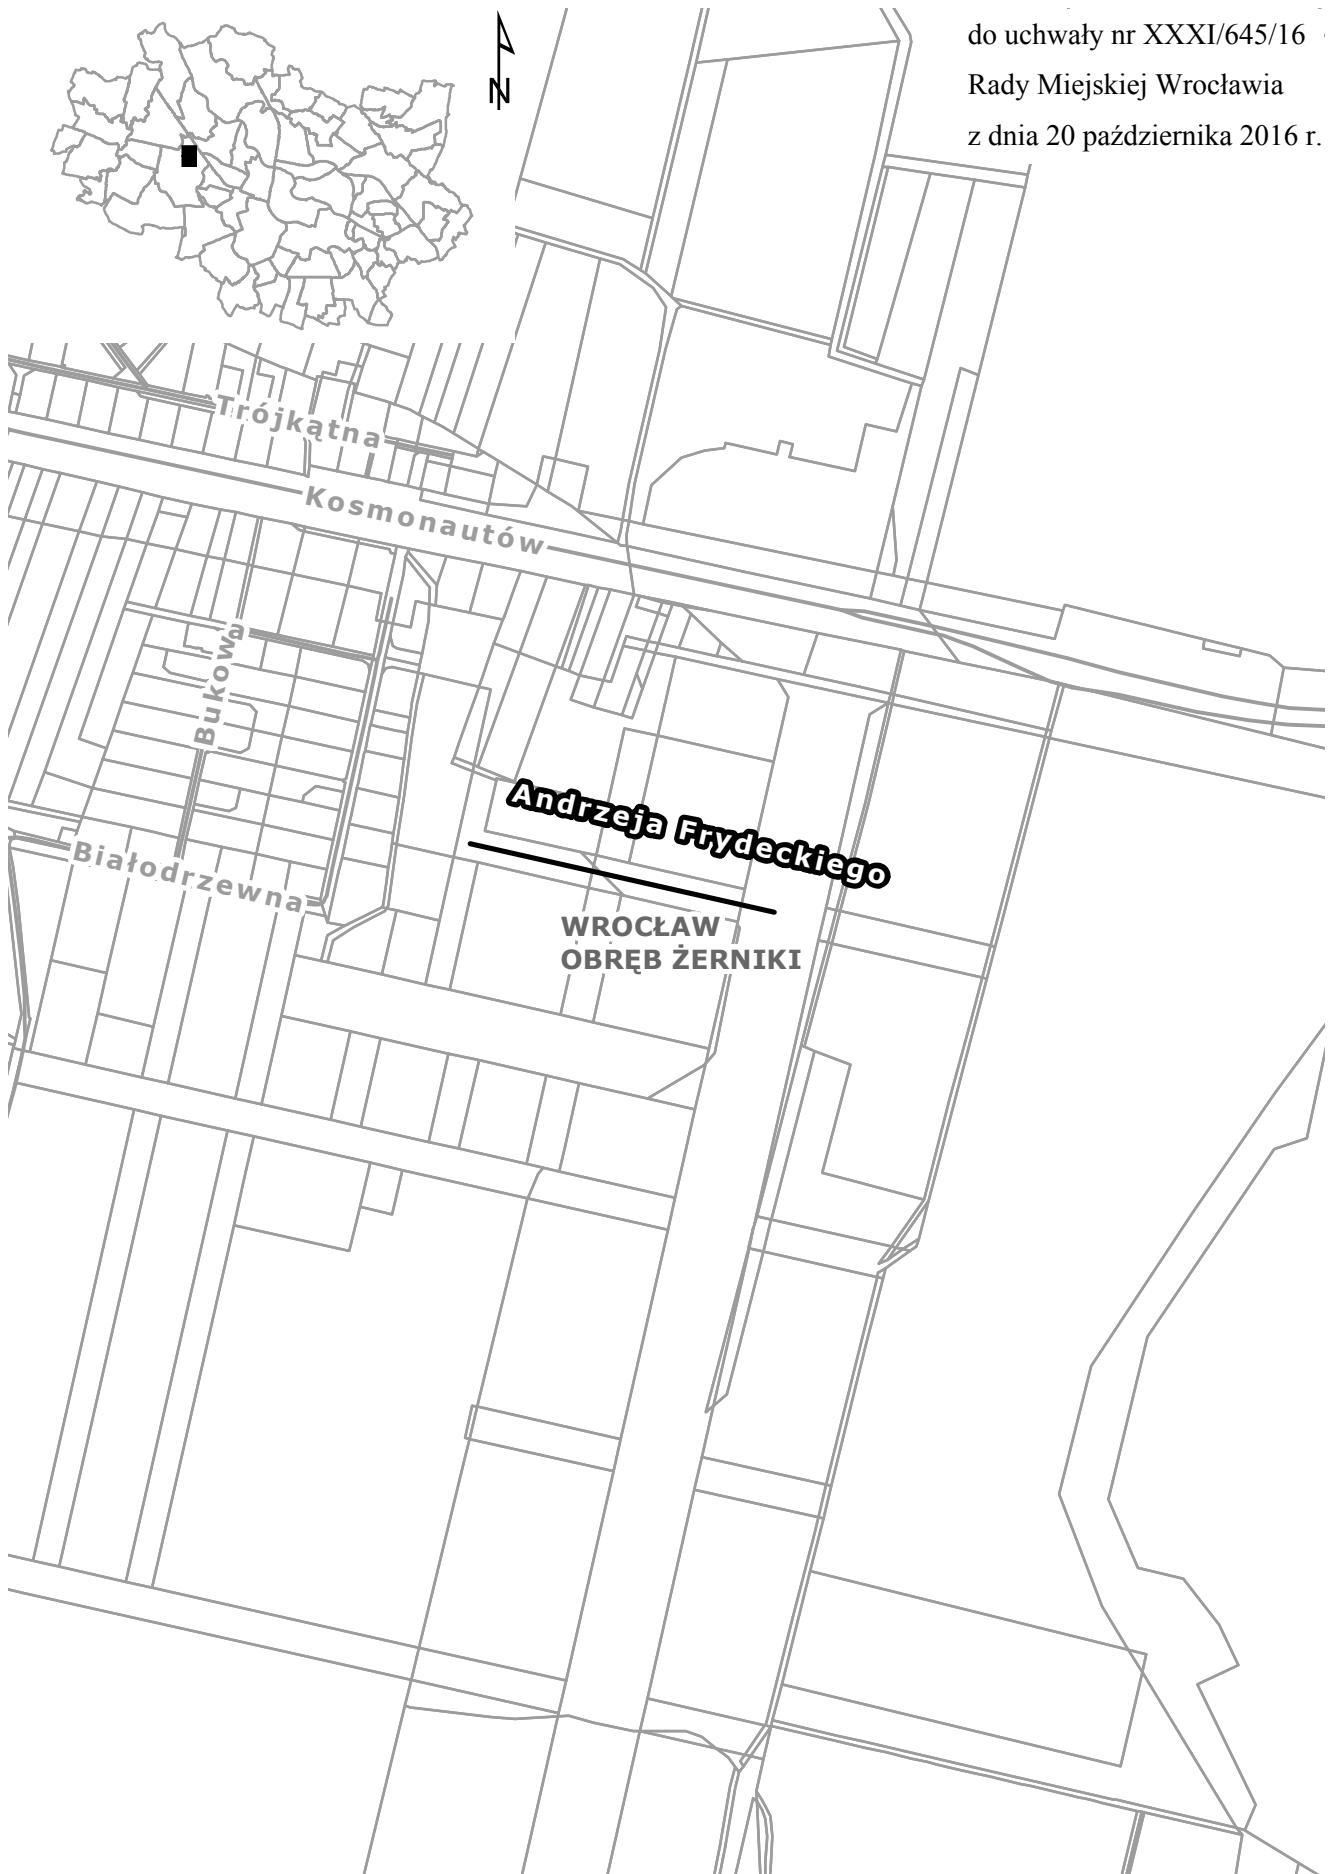 do uchwały nr XXXI/645/16
Rady Miejskiej Wrocławia
z dnia 20 października 2016 r.
N
Trójkątna
Kosmonautów
Bukowa
Andrzeja Frydeckiego
Białodrzewna
WROCŁAW
OBRĘB ŻERNIKI